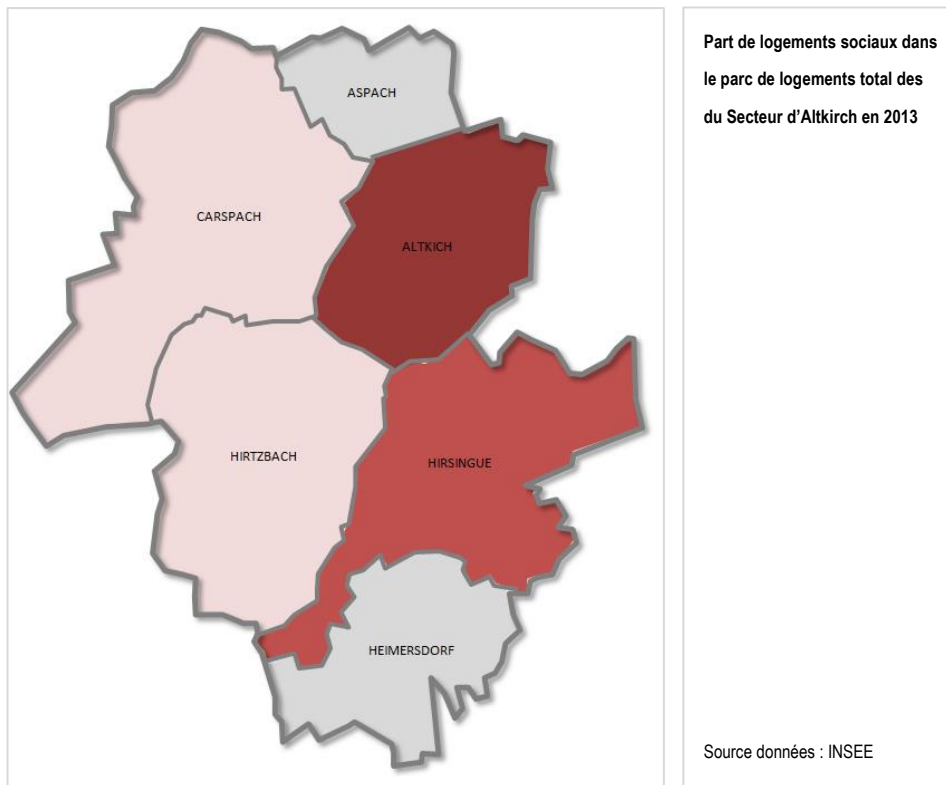 Part de logements sociaux dans
le parc de logements total des
du Secteur d’Altkirch en 2013
ASPACH
CARSPACH
ALTKICH
HIRTZBACH
HIRSINGUE
HEIMERSDORF
Source données : INSEE